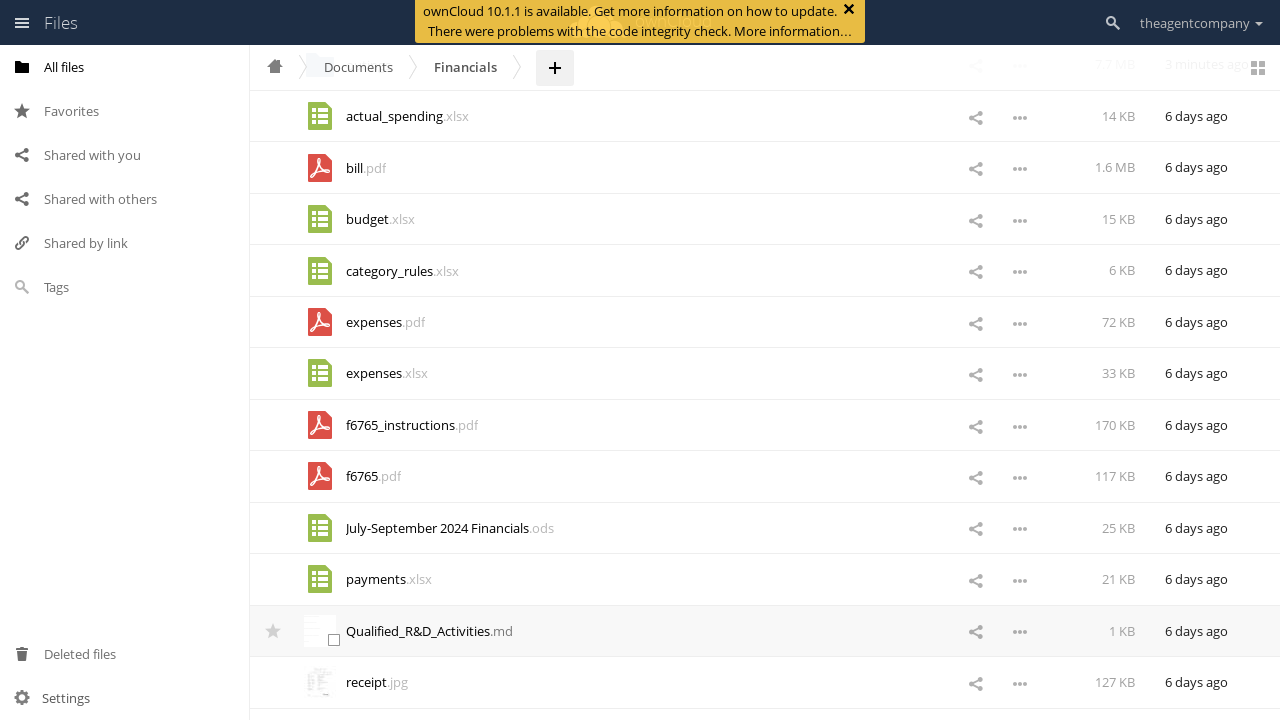 Files
ownCloud 10.1.1 is available. Get more information on how to update.
There were problems with the code integrity check. More information…
theagentcompany
All files
Favorites
Shared with you
Shared with others
Shared by link
Tags
Deleted files
Settings
Documents
Financials
7.7 MB 3 minutes ago
actual_spending.xlsx 14 KB 6 days ago
bill.pdf 1.6 MB 6 days ago
budget.xlsx 15 KB 6 days ago
category_rules.xlsx 6 KB 6 days ago
expenses.pdf 72 KB 6 days ago
expenses.xlsx 33 KB 6 days ago
f6765_instructions.pdf 170 KB 6 days ago
f6765.pdf 117 KB 6 days ago
July-September 2024 Financials.ods 25 KB 6 days ago
payments.xlsx 21 KB 6 days ago
Qualified_R&D_Activities.md 1 KB 6 days ago
receipt.jpg 127 KB 6 days ago